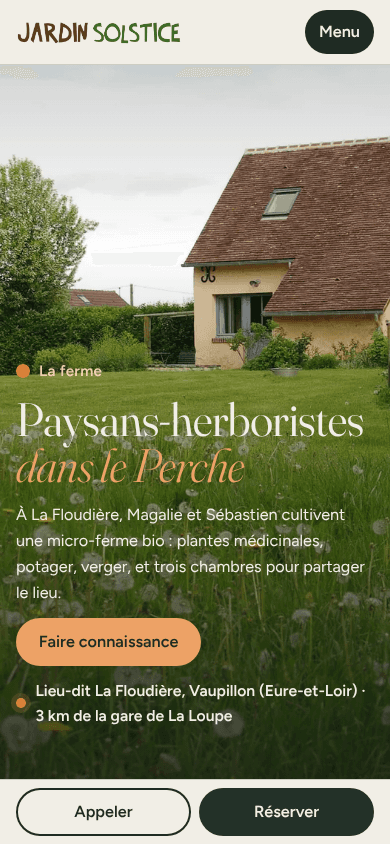 JARDIN SOLSTICE
Menu
La ferme
Paysans-herboristes
dans le Perche
À La Floudière, Magalie et Sébastien cultivent
une micro-ferme bio : plantes médicinales,
potager, verger, et trois chambres pour partager
le lieu.
Faire connaissance
Lieu-dit La Floudière, Vaupillon (Eure-et-Loir) ·
3 km de la gare de La Loupe
Appeler
Réserver